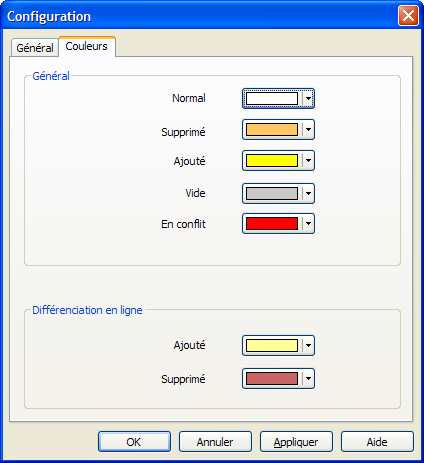 Configuration
Général Couleurs
Général
Normal
Supprimé
Ajouté
Vide
En conflit
Différenciation en ligne
Ajouté
Supprimé
OK Annuler Appliquer Aide